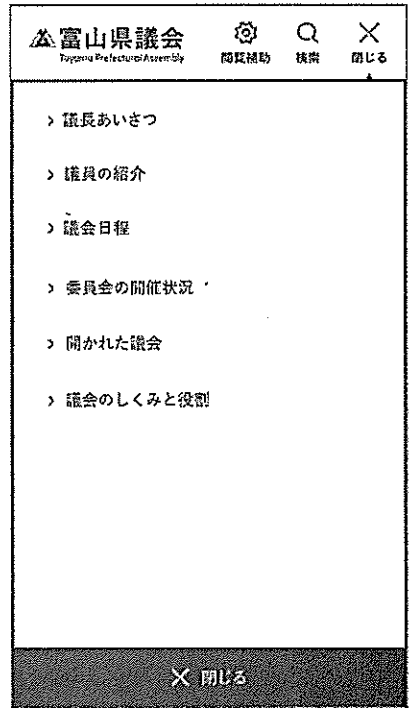 富山県議会
Toyama Prefectural Assembly
閲覧補助
検索
閉じる
› 議長あいさつ
› 議員の紹介
› 議会日程
› 委員会の開催状況
› 開かれた議会
› 議会のしくみと役割
× 閉じる